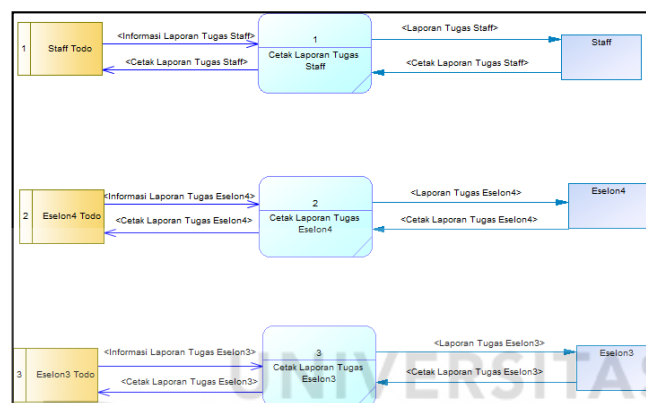 1
Staff Todo
<Informasi Laporan Tugas Staff>
<Cetak Laporan Tugas Staff>
1
Cetak Laporan Tugas
Staff
<Laporan Tugas Staff>
<Cetak Laporan Tugas Staff>
Staff
2
Eselon4 Todo
<Informasi Laporan Tugas Eselon4>
<Cetak Laporan Tugas Eselon4>
2
Cetak Laporan Tugas
Eselon4
<Laporan Tugas Eselon4>
<Cetak Laporan Tugas Eselon4>
Eselon4
3
Eselon3 Todo
<Informasi Laporan Tugas Eselon3>
<Cetak Laporan Tugas Eselon3>
3
Cetak Laporan Tugas
Eselon3
<Laporan Tugas Eselon3>
<Cetak Laporan Tugas Eselon3>
Eselon3
UNIVERSITAS